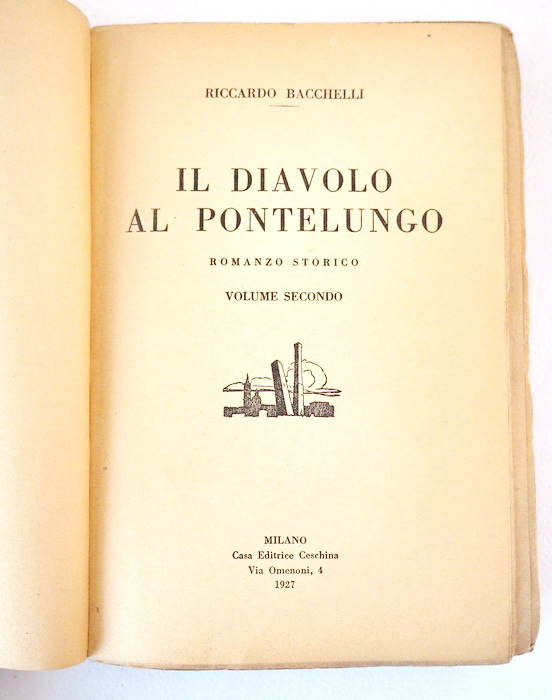 RICCARDO BACCHELLI
IL DIAVOLO
AL PONTELUNGO
ROMANZO STORICO
VOLUME SECONDO
MILANO
Casa Editrice Ceschina
Via Omenoni, 4
1927